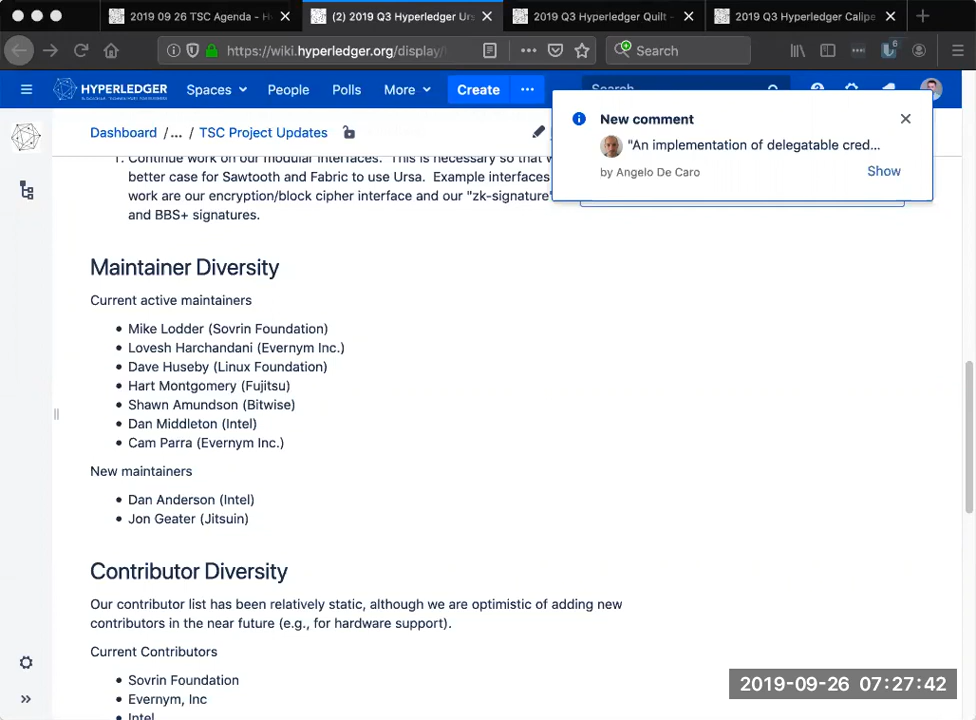 2019 09 26 TSC Agenda - H
(2) 2019 Q3 Hyperledger Urs
2019 Q3 Hyperledger Quilt -
2019 Q3 Hyperledger Calipe
https://wiki.hyperledger.org/display/
Search
6
HYPERLEDGER
Spaces
People
Polls
More
Create
Search
Dashboard / ... / TSC Project Updates
New comment
"An implementation of delegatable cred...
by Angelo De Caro
Show
1. Continue work on our modular interfaces. This is necessary so that w
better case for Sawtooth and Fabric to use Ursa. Example interfaces
work are our encryption/block cipher interface and our "zk-signature"
and BBS+ signatures.
Maintainer Diversity
Current active maintainers
Mike Lodder (Sovrin Foundation)
Lovesh Harchandani (Evernym Inc.)
Dave Huseby (Linux Foundation)
Hart Montgomery (Fujitsu)
Shawn Amundson (Bitwise)
Dan Middleton (Intel)
Cam Parra (Evernym Inc.)
New maintainers
Dan Anderson (Intel)
Jon Geater (Jitsuin)
Contributor Diversity
Our contributor list has been relatively static, although we are optimistic of adding new
contributors in the near future (e.g., for hardware support).
Current Contributors
Sovrin Foundation
Evernym, Inc
Intel
2019-09-26 07:27:42